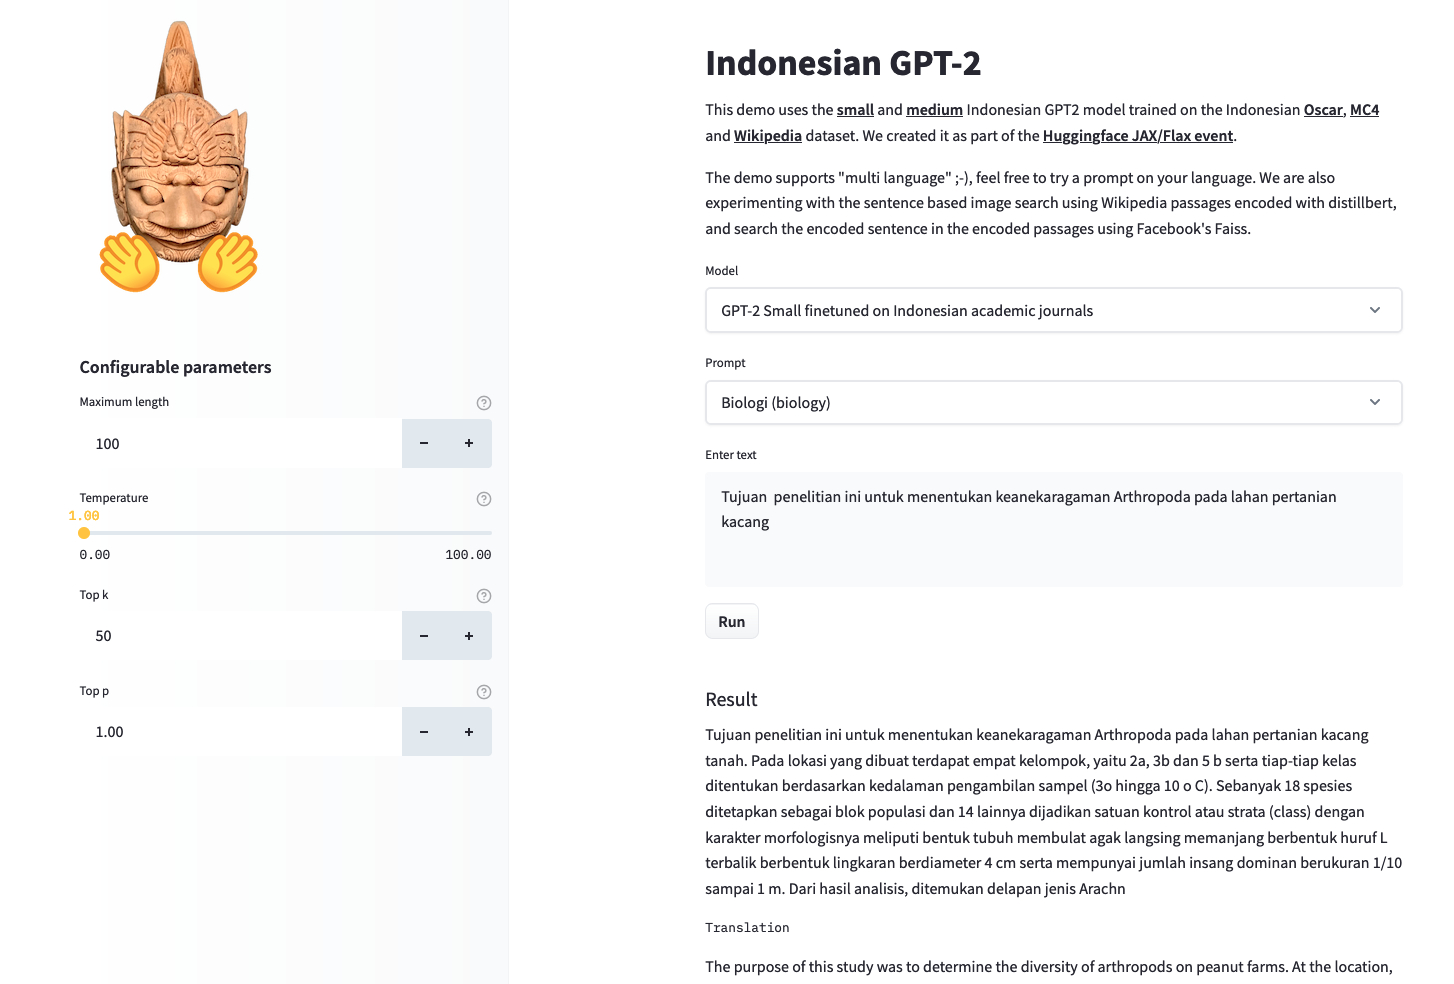 Configurable parameters
Maximum length
100
Temperature
1.00
0.00 100.00
Top k
50
Top p
1.00
Indonesian GPT-2
This demo uses the small and medium Indonesian GPT2 model trained on the Indonesian Oscar, MC4
and Wikipedia dataset. We created it as part of the Huggingface JAX/Flax event.
The demo supports "multi language" ;-), feel free to try a prompt on your language. We are also
experimenting with the sentence based image search using Wikipedia passages encoded with distillbert,
and search the encoded sentence in the encoded passages using Facebook's Faiss.
Model
GPT-2 Small finetuned on Indonesian academic journals
Prompt
Biologi (biology)
Enter text
Tujuan  penelitian ini untuk menentukan keanekaragaman Arthropoda pada lahan pertanian
kacang
Run
Result
Tujuan penelitian ini untuk menentukan keanekaragaman Arthropoda pada lahan pertanian kacang
tanah. Pada lokasi yang dibuat terdapat empat kelompok, yaitu 2a, 3b dan 5 b serta tiap-tiap kelas
ditentukan berdasarkan kedalaman pengambilan sampel (3o hingga 10 o C). Sebanyak 18 spesies
ditetapkan sebagai blok populasi dan 14 lainnya dijadikan satuan kontrol atau strata (class) dengan
karakter morfologisnya meliputi bentuk tubuh membulat agak langsing memanjang berbentuk huruf L
terbalik berbentuk lingkaran berdiameter 4 cm serta mempunyai jumlah insang dominan berukuran 1/10
sampai 1 m. Dari hasil analisis, ditemukan delapan jenis Arachn
Translation
The purpose of this study was to determine the diversity of arthropods on peanut farms. At the location,